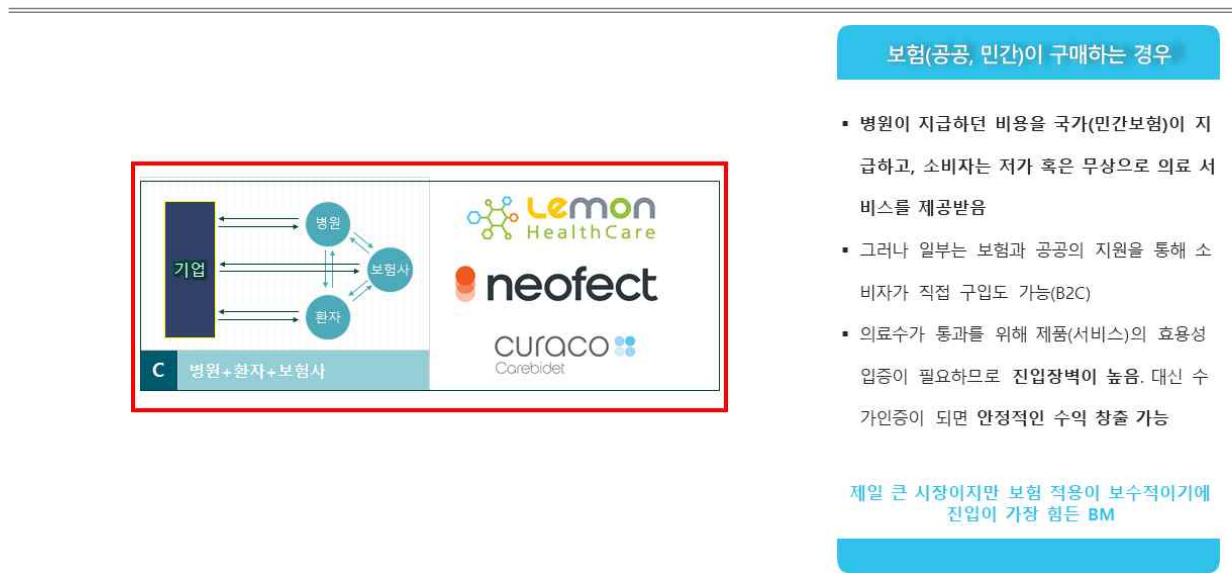 보험(공공, 민간)이 구매하는 경우
▪ 병원이 지급하던 비용을 국가(민간보험)이 지
급하고, 소비자는 저가 혹은 무상으로 의료 서
비스를 제공받음
▪ 그러나 일부는 보험과 공공의 지원을 통해 소
비자가 직접 구입도 가능(B2C)
▪ 의료수가 통과를 위해 제품(서비스)의 효용성
입증이 필요하므로 진입장벽이 높음. 대신 수
가인증이 되면 안정적인 수익 창출 가능
제일 큰 시장이지만 보험 적용이 보수적이기에
진입이 가장 힘든 BM
기업
병원
보험사
환자
C 병원+환자+보험사
Lemon
HealthCare
neofect
curaco
Carebidet